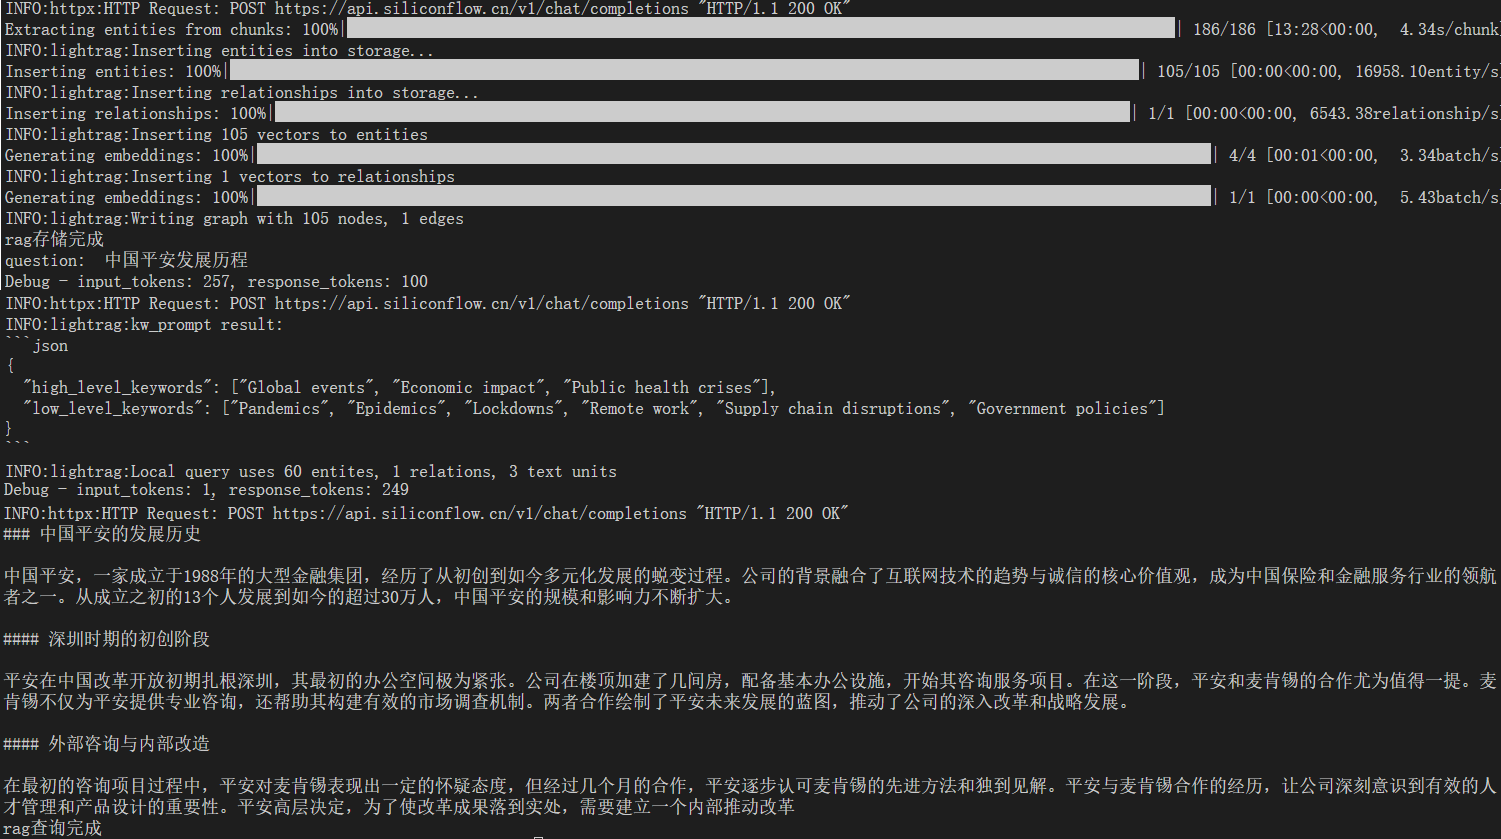 INFO:httpx:HTTP Request: POST https://api.siliconflow.cn/v1/chat/completions "HTTP/1.1 200 OK"
Extracting entities from chunks: 100%| | 186/186 [13:28<00:00,  4.34s/chunk
INFO:lightrag:Inserting entities into storage...
Inserting entities: 100%| | 105/105 [00:00<00:00, 16958.10entity/s]
INFO:lightrag:Inserting relationships into storage...
Inserting relationships: 100%| | 1/1 [00:00<00:00, 6543.38relationship/s]
INFO:lightrag:Inserting 105 vectors to entities
Generating embeddings: 100%| | 4/4 [00:01<00:00,  3.34batch/s]
INFO:lightrag:Inserting 1 vectors to relationships
Generating embeddings: 100%| | 1/1 [00:00<00:00,  5.43batch/s]
INFO:lightrag:Writing graph with 105 nodes, 1 edges
rag存储完成
question:  中国平安发展历程
Debug - input_tokens: 257, response_tokens: 100
INFO:httpx:HTTP Request: POST https://api.siliconflow.cn/v1/chat/completions "HTTP/1.1 200 OK"
INFO:lightrag:kw_prompt result:
```json
{
  "high_level_keywords": ["Global events", "Economic impact", "Public health crises"],
  "low_level_keywords": ["Pandemics", "Epidemics", "Lockdowns", "Remote work", "Supply chain disruptions", "Government policies"]
}
```
INFO:lightrag:Local query uses 60 entites, 1 relations, 3 text units
Debug - input_tokens: 1, response_tokens: 249
INFO:httpx:HTTP Request: POST https://api.siliconflow.cn/v1/chat/completions "HTTP/1.1 200 OK"
### 中国平安的发展历史
中国平安，一家成立于1988年的大型金融集团，经历了从初创到如今多元化发展的蜕变过程。公司的背景融合了互联网技术的趋势与诚信的核心价值观，成为中国保险和金融服务行业的领航
者之一。从成立之初的13个人发展到如今的超过30万人，中国平安的规模和影响力不断扩大。
#### 深圳时期的初创阶段
平安在中国改革开放初期扎根深圳，其最初的办公空间极为紧张。公司在楼顶加建了几间房，配备基本办公设施，开始其咨询服务项目。在这一阶段，平安和麦肯锡的合作尤为值得一提。麦
肯锡不仅为平安提供专业咨询，还帮助其构建有效的市场调查机制。两者合作绘制了平安未来发展的蓝图，推动了公司的深入改革和战略发展。
#### 外部咨询与内部改造
在最初的咨询项目过程中，平安对麦肯锡表现出一定的怀疑态度，但经过几个月的合作，平安逐步认可麦肯锡的先进方法和独到见解。平安与麦肯锡合作的经历，让公司深刻意识到有效的人
才管理和产品设计的重要性。平安高层决定，为了使改革成果落到实处，需要建立一个内部推动改革
rag查询完成